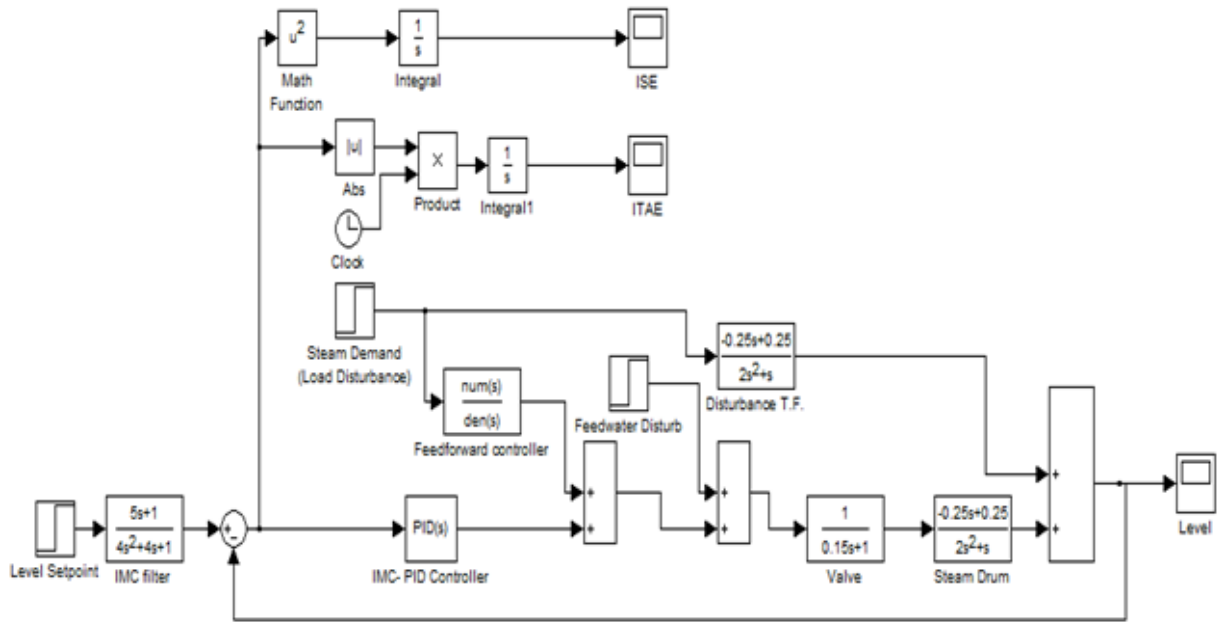 u²
Math
Function
1
s
Integral
ISE
|u|
Abs
X
Product
1
s
Integral1
ITAE
Clock
Steam Demand
(Load Disturbance)
-0.25s+0.25
2s²+s
Disturbance T.F.
num(s)
den(s)
Feedforward controller
Feedwater Disturb
+
+
+
+
+
+
Level Setpoint
5s+1
4s²+4s+1
IMC filter
+
−
PID(s)
IMC- PID Controller
1
0.15s+1
Valve
-0.25s+0.25
2s²+s
Steam Drum
Level